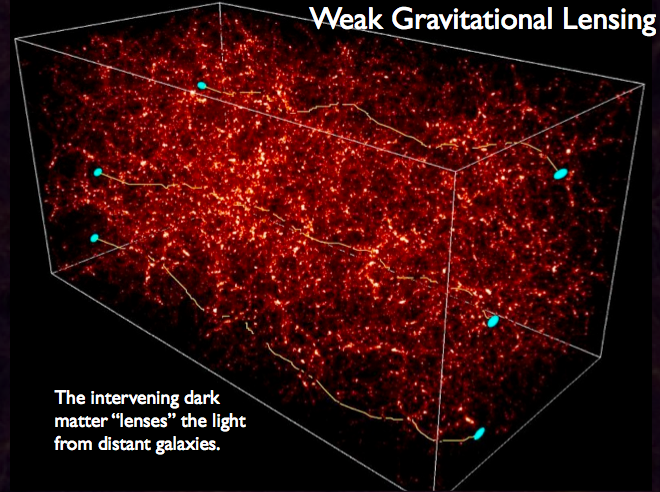 Weak Gravitational Lensing
The intervening dark
matter “lenses” the light
from distant galaxies.